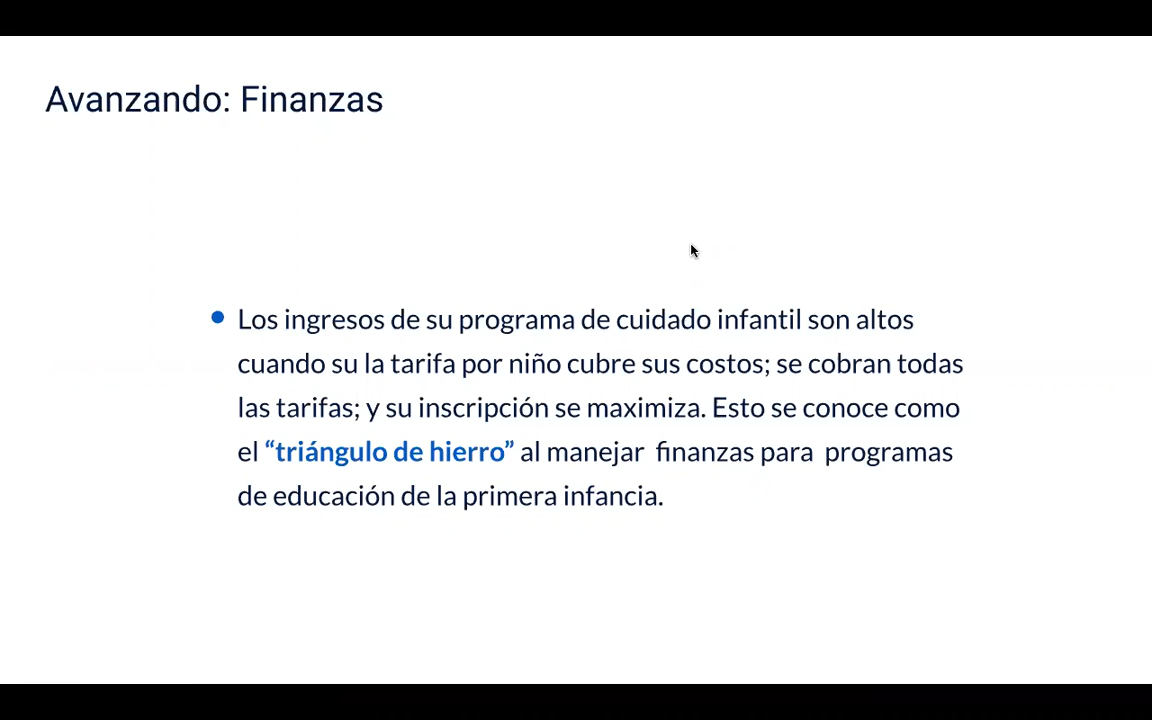 Avanzando: Finanzas
● Los ingresos de su programa de cuidado infantil son altos
cuando su la tarifa por niño cubre sus costos; se cobran todas
las tarifas; y su inscripción se maximiza. Esto se conoce como
el “triángulo de hierro” al manejar finanzas para programas
de educación de la primera infancia.